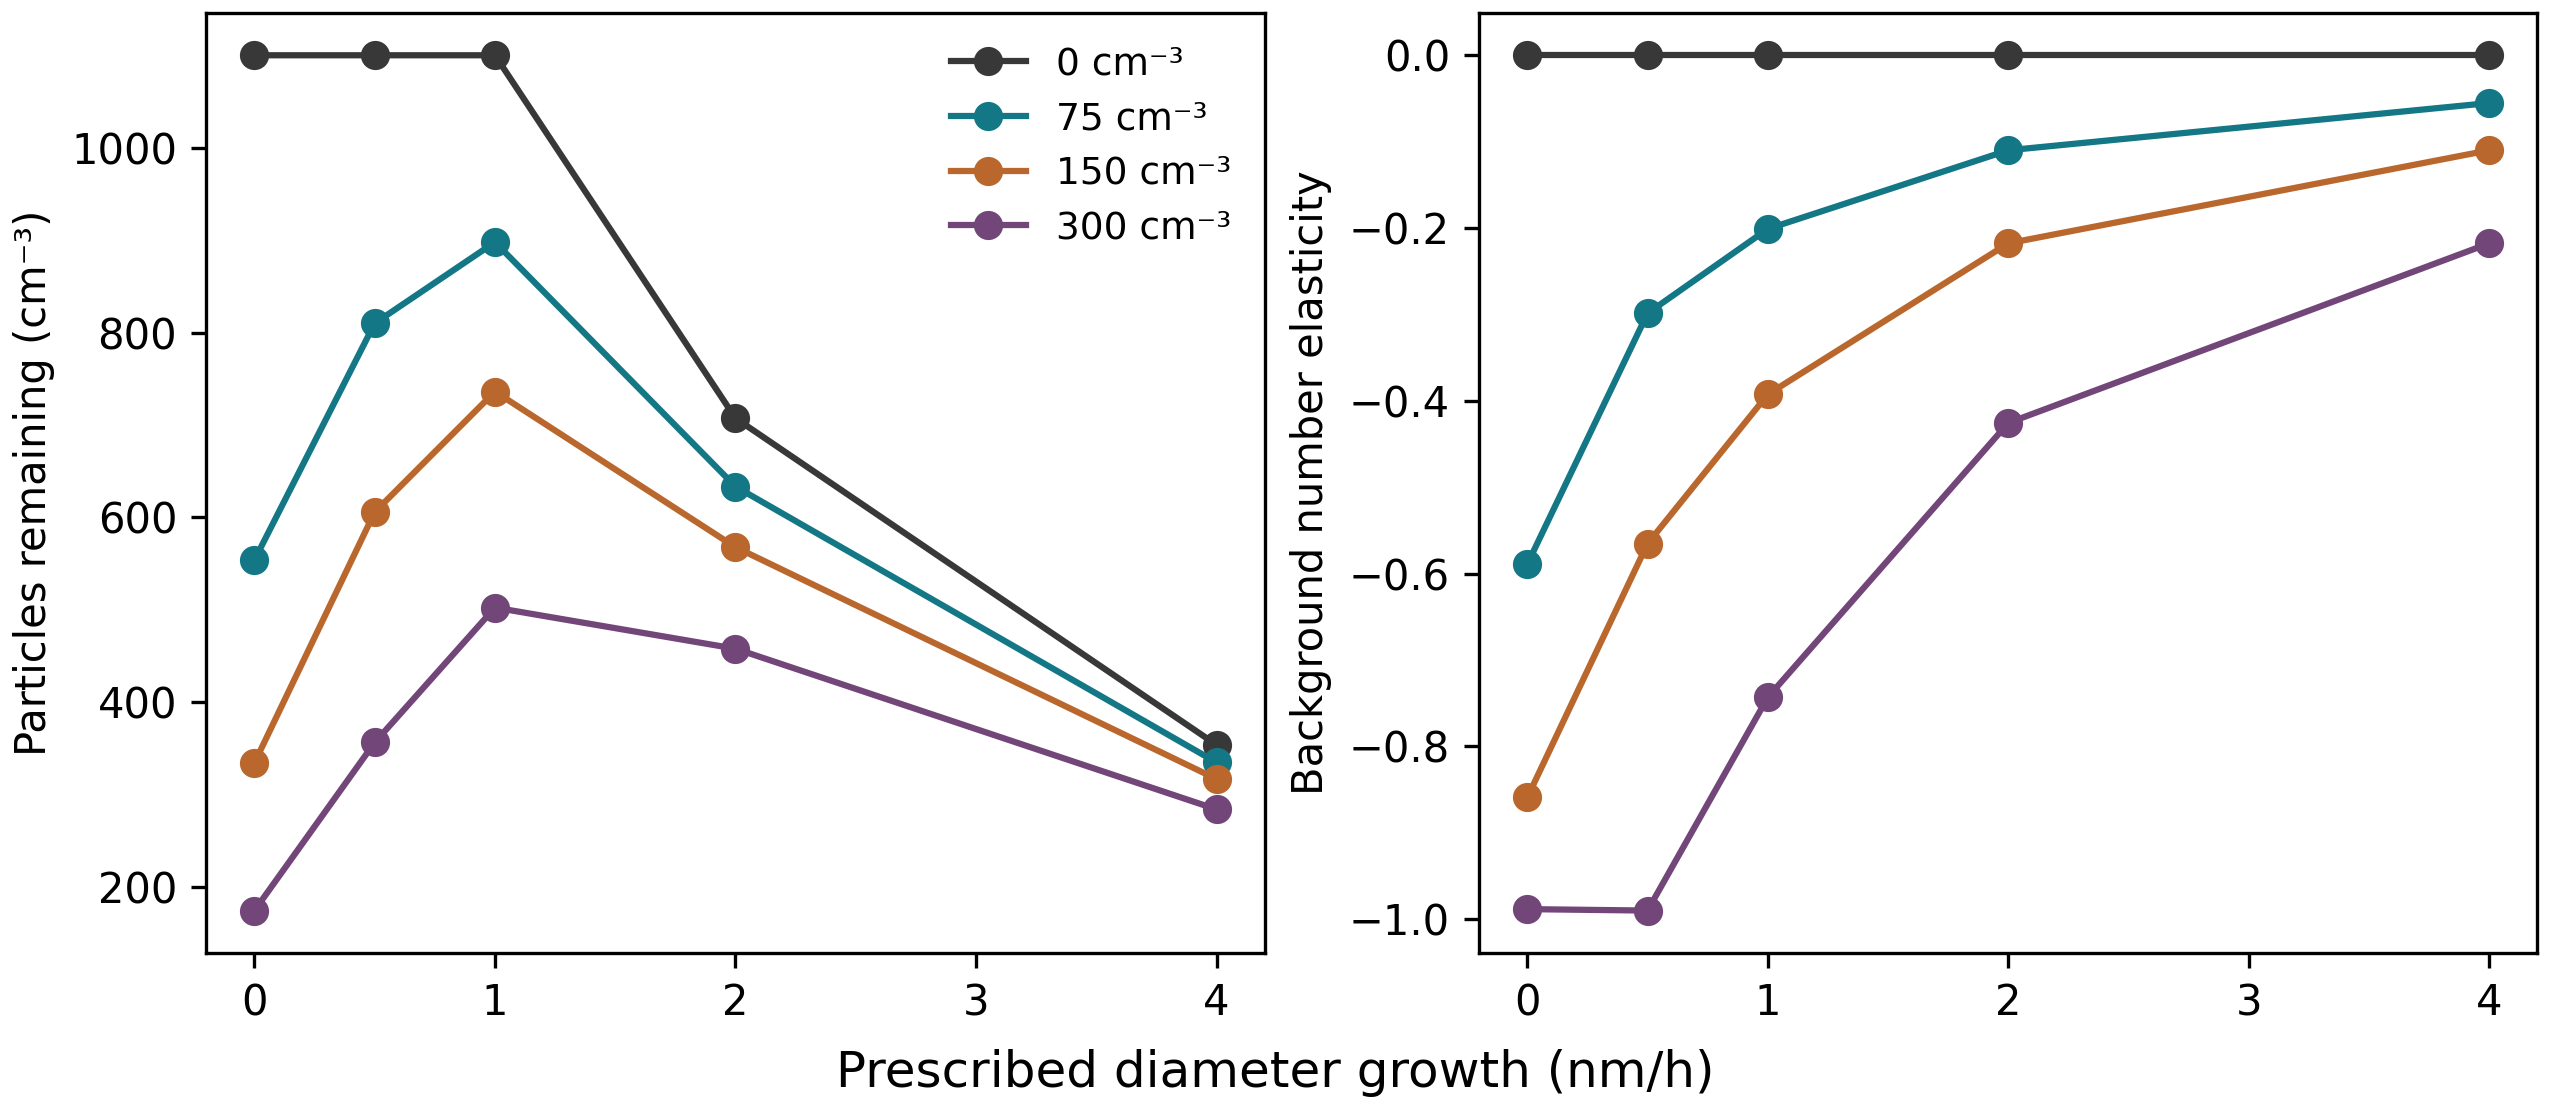 Particles remaining (cm⁻³)
1000
800
600
400
200
0 1 2 3 4
0 cm⁻³
75 cm⁻³
150 cm⁻³
300 cm⁻³
Background number elasticity
0.0
−0.2
−0.4
−0.6
−0.8
−1.0
0 1 2 3 4
Prescribed diameter growth (nm/h)